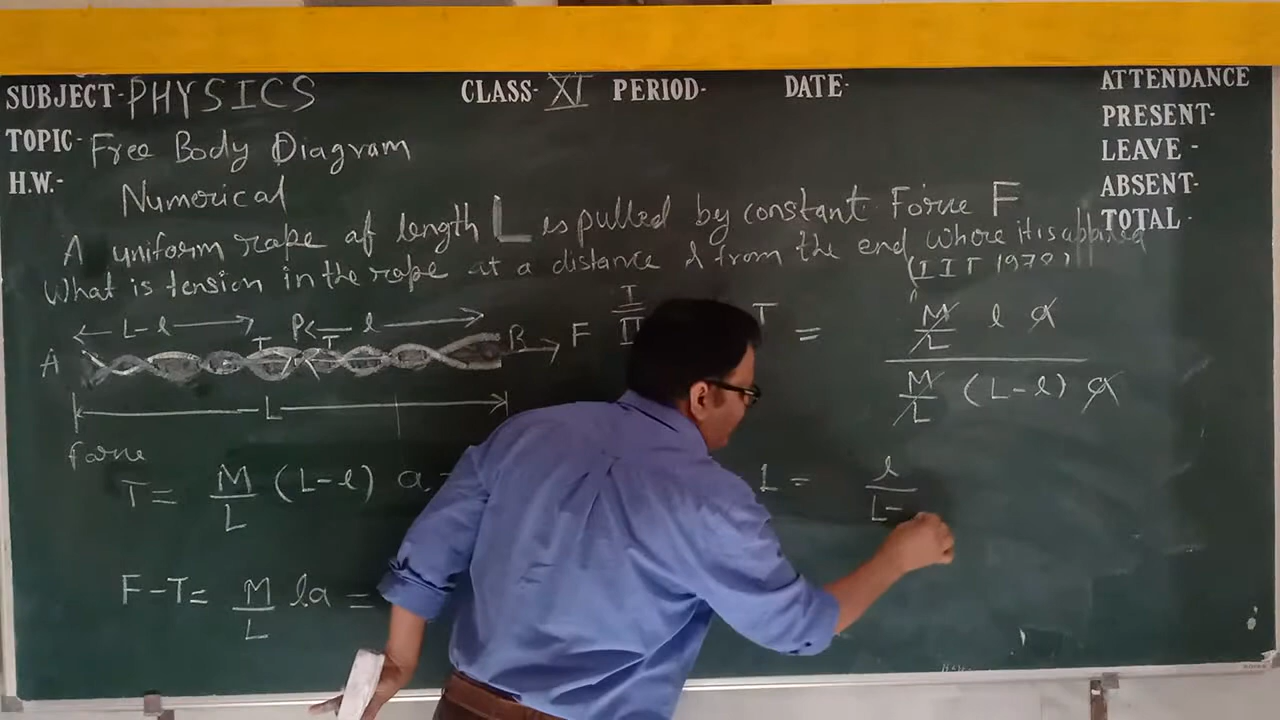 SUBJECT- PHYSICS CLASS- XI PERIOD- DATE- ATTENDANCE
TOPIC- Free Body Diagram PRESENT-
H.W.- LEAVE -
Numerical ABSENT-
TOTAL -
A uniform rope of length L is pulled by constant Force F
What is tension in the rope at a distance l from the end where it is
(IIT 1978)
L-l P l
A T T B F
L
force
T = M/L (L-l) a
F-T = M/L la =
I/II T = M/L l a / M/L (L-l) a
L = l / L-